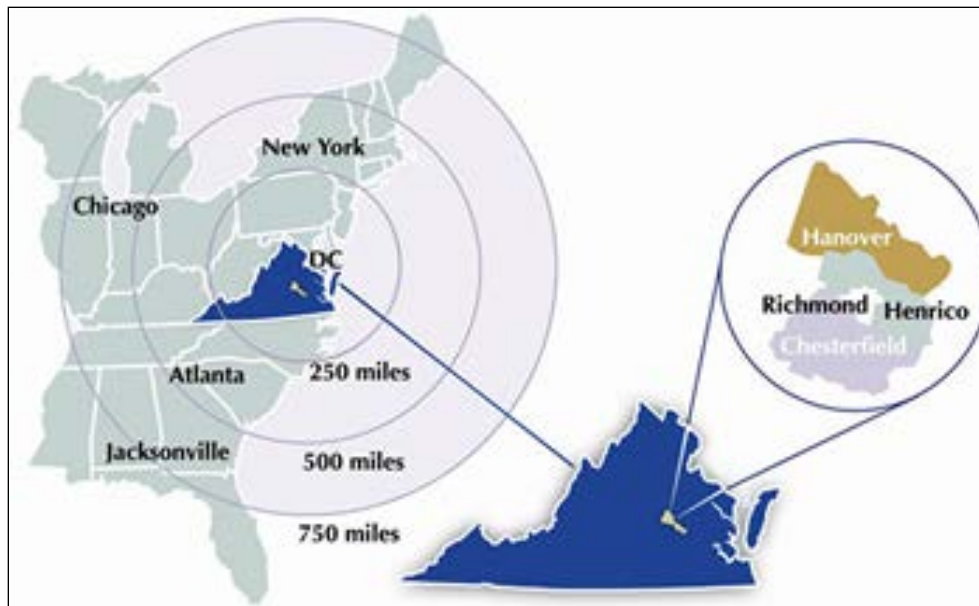 New York
Chicago
DC
250 miles
Atlanta
Jacksonville
500 miles
750 miles
Hanover
Richmond
Henrico
Chesterfield